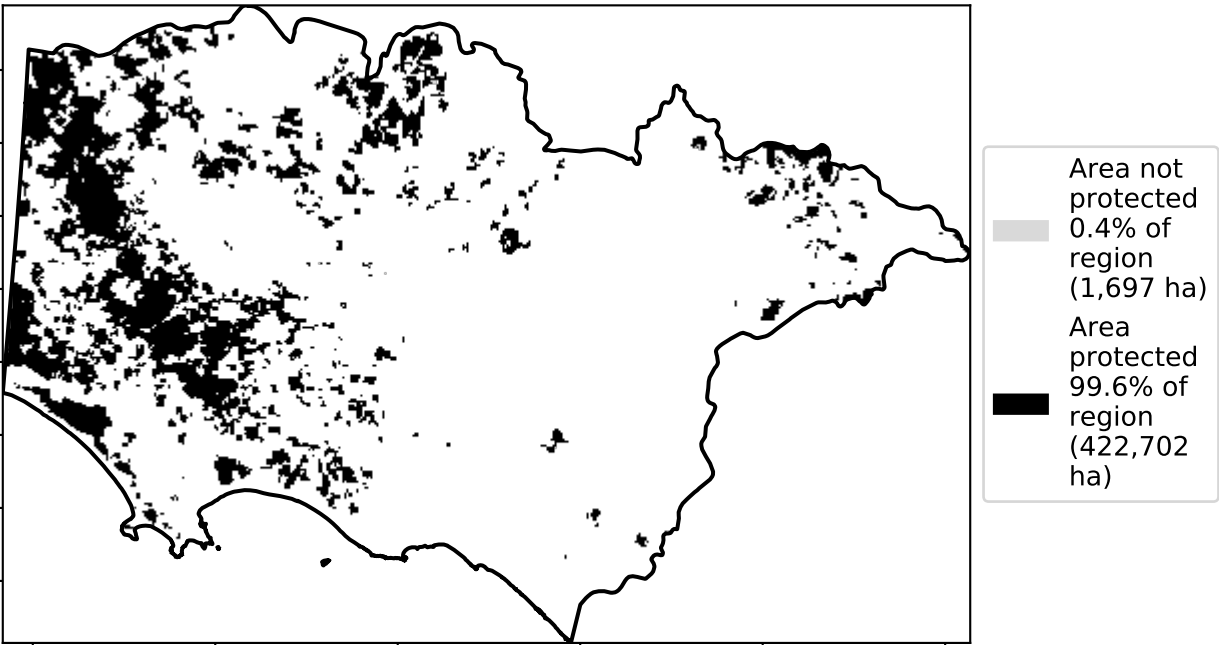 Area not
protected
0.4% of
region
(1,697 ha)
Area
protected
99.6% of
region
(422,702
ha)